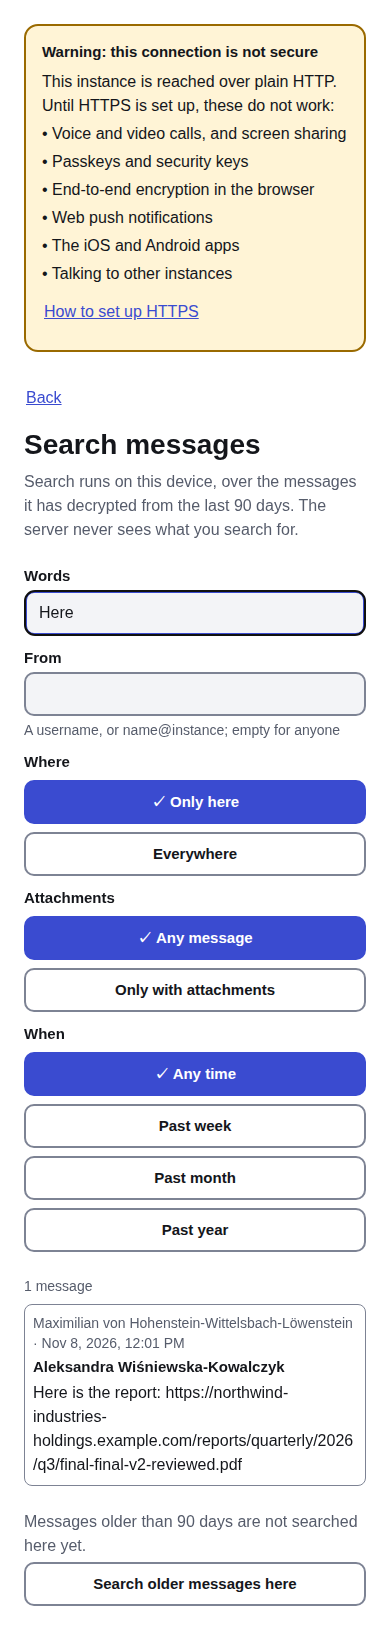 Warning: this connection is not secure
This instance is reached over plain HTTP.
Until HTTPS is set up, these do not work:
• Voice and video calls, and screen sharing
• Passkeys and security keys
• End-to-end encryption in the browser
• Web push notifications
• The iOS and Android apps
• Talking to other instances
How to set up HTTPS
Back
Search messages
Search runs on this device, over the messages
it has decrypted from the last 90 days. The
server never sees what you search for.
Words
Here
From
A username, or name@instance; empty for anyone
Where
✓ Only here
Everywhere
Attachments
✓ Any message
Only with attachments
When
✓ Any time
Past week
Past month
Past year
1 message
Maximilian von Hohenstein-Wittelsbach-Löwenstein
· Nov 8, 2026, 12:01 PM
Aleksandra Wiśniewska-Kowalczyk
Here is the report: https://northwind-
industries-
holdings.example.com/reports/quarterly/2026
/q3/final-final-v2-reviewed.pdf
Messages older than 90 days are not searched
here yet.
Search older messages here